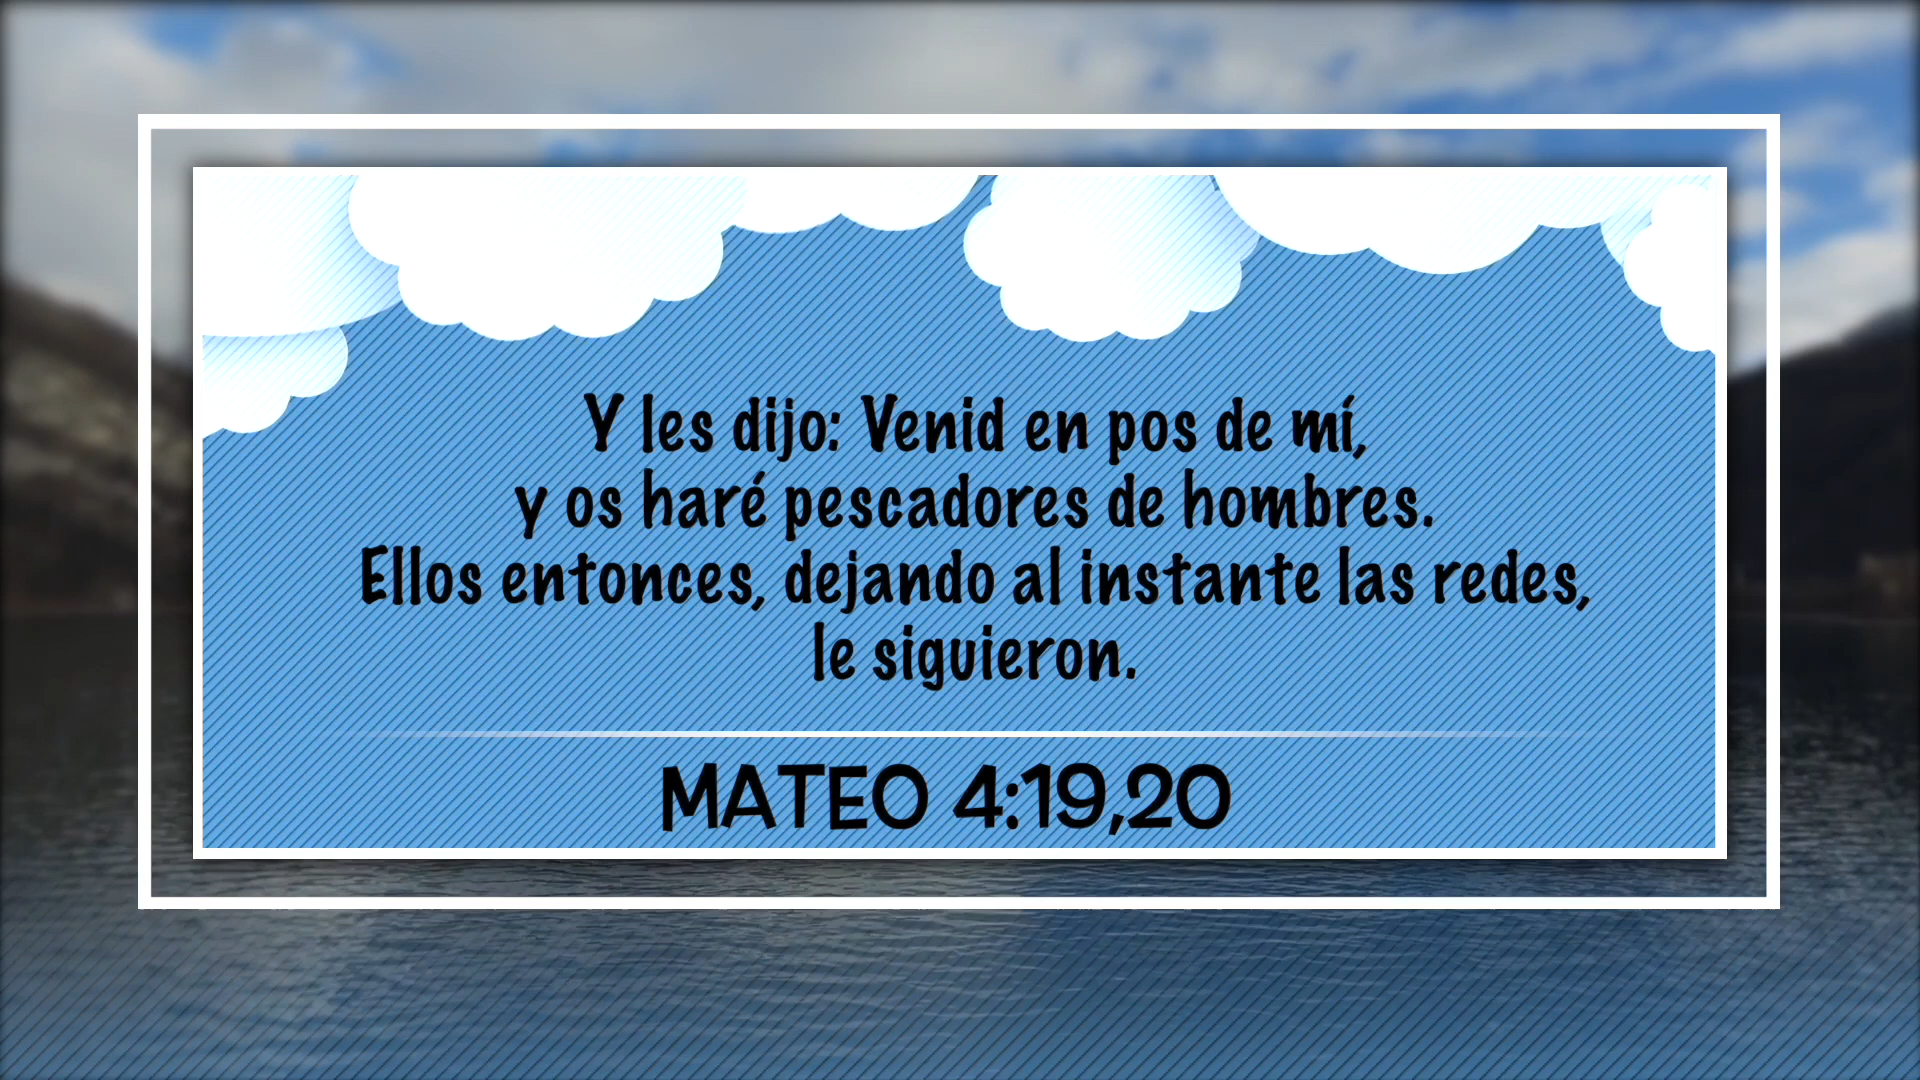 Y les dijo: Venid en pos de mí,
y os haré pescadores de hombres.
Ellos entonces, dejando al instante las redes,
le siguieron.
MATEO 4:19,20